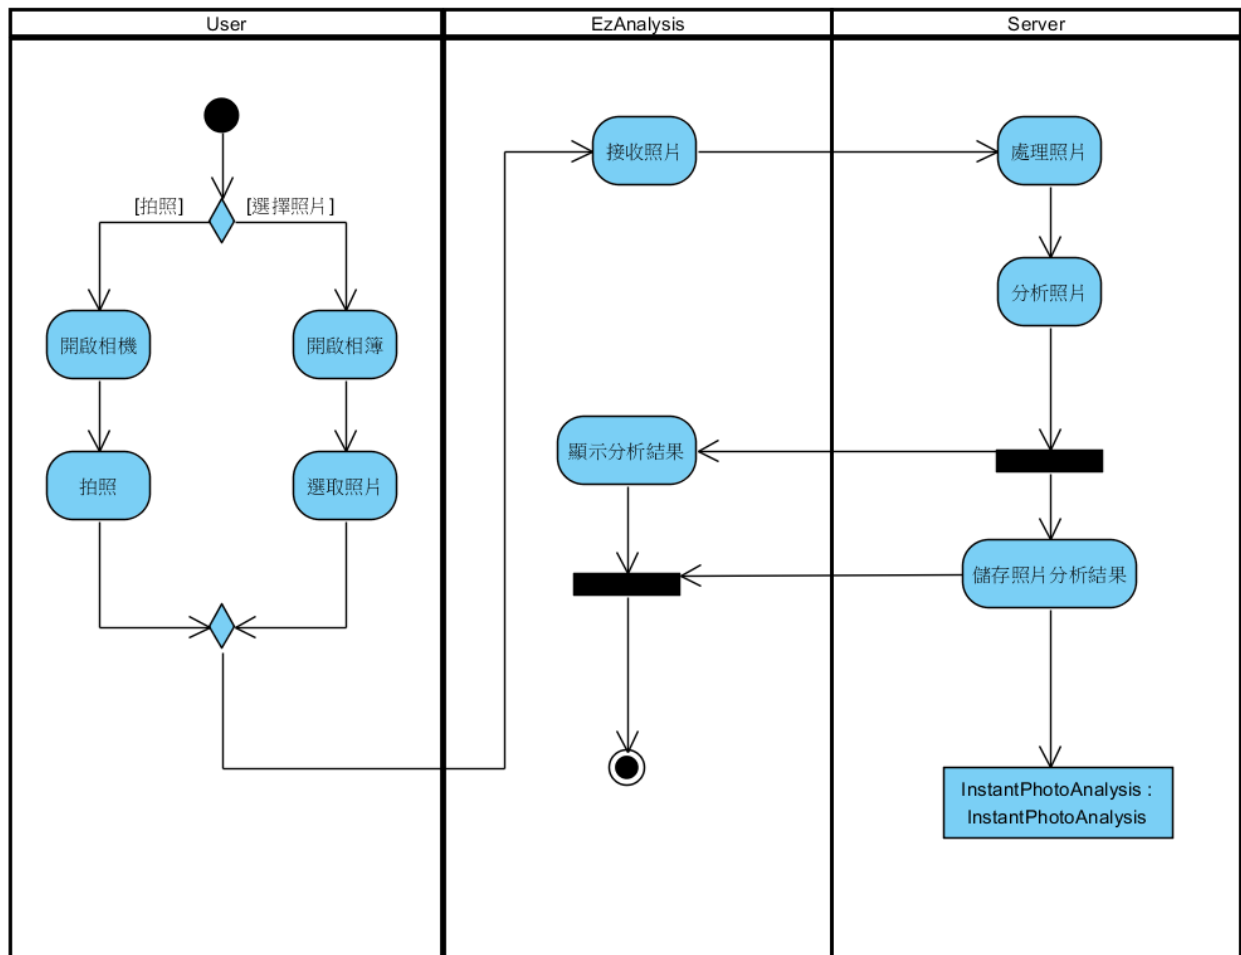 User
EzAnalysis
Server
接收照片
處理照片
[拍照]
[選擇照片]
分析照片
開啟相機
開啟相簿
顯示分析結果
拍照
選取照片
儲存照片分析結果
InstantPhotoAnalysis :
InstantPhotoAnalysis